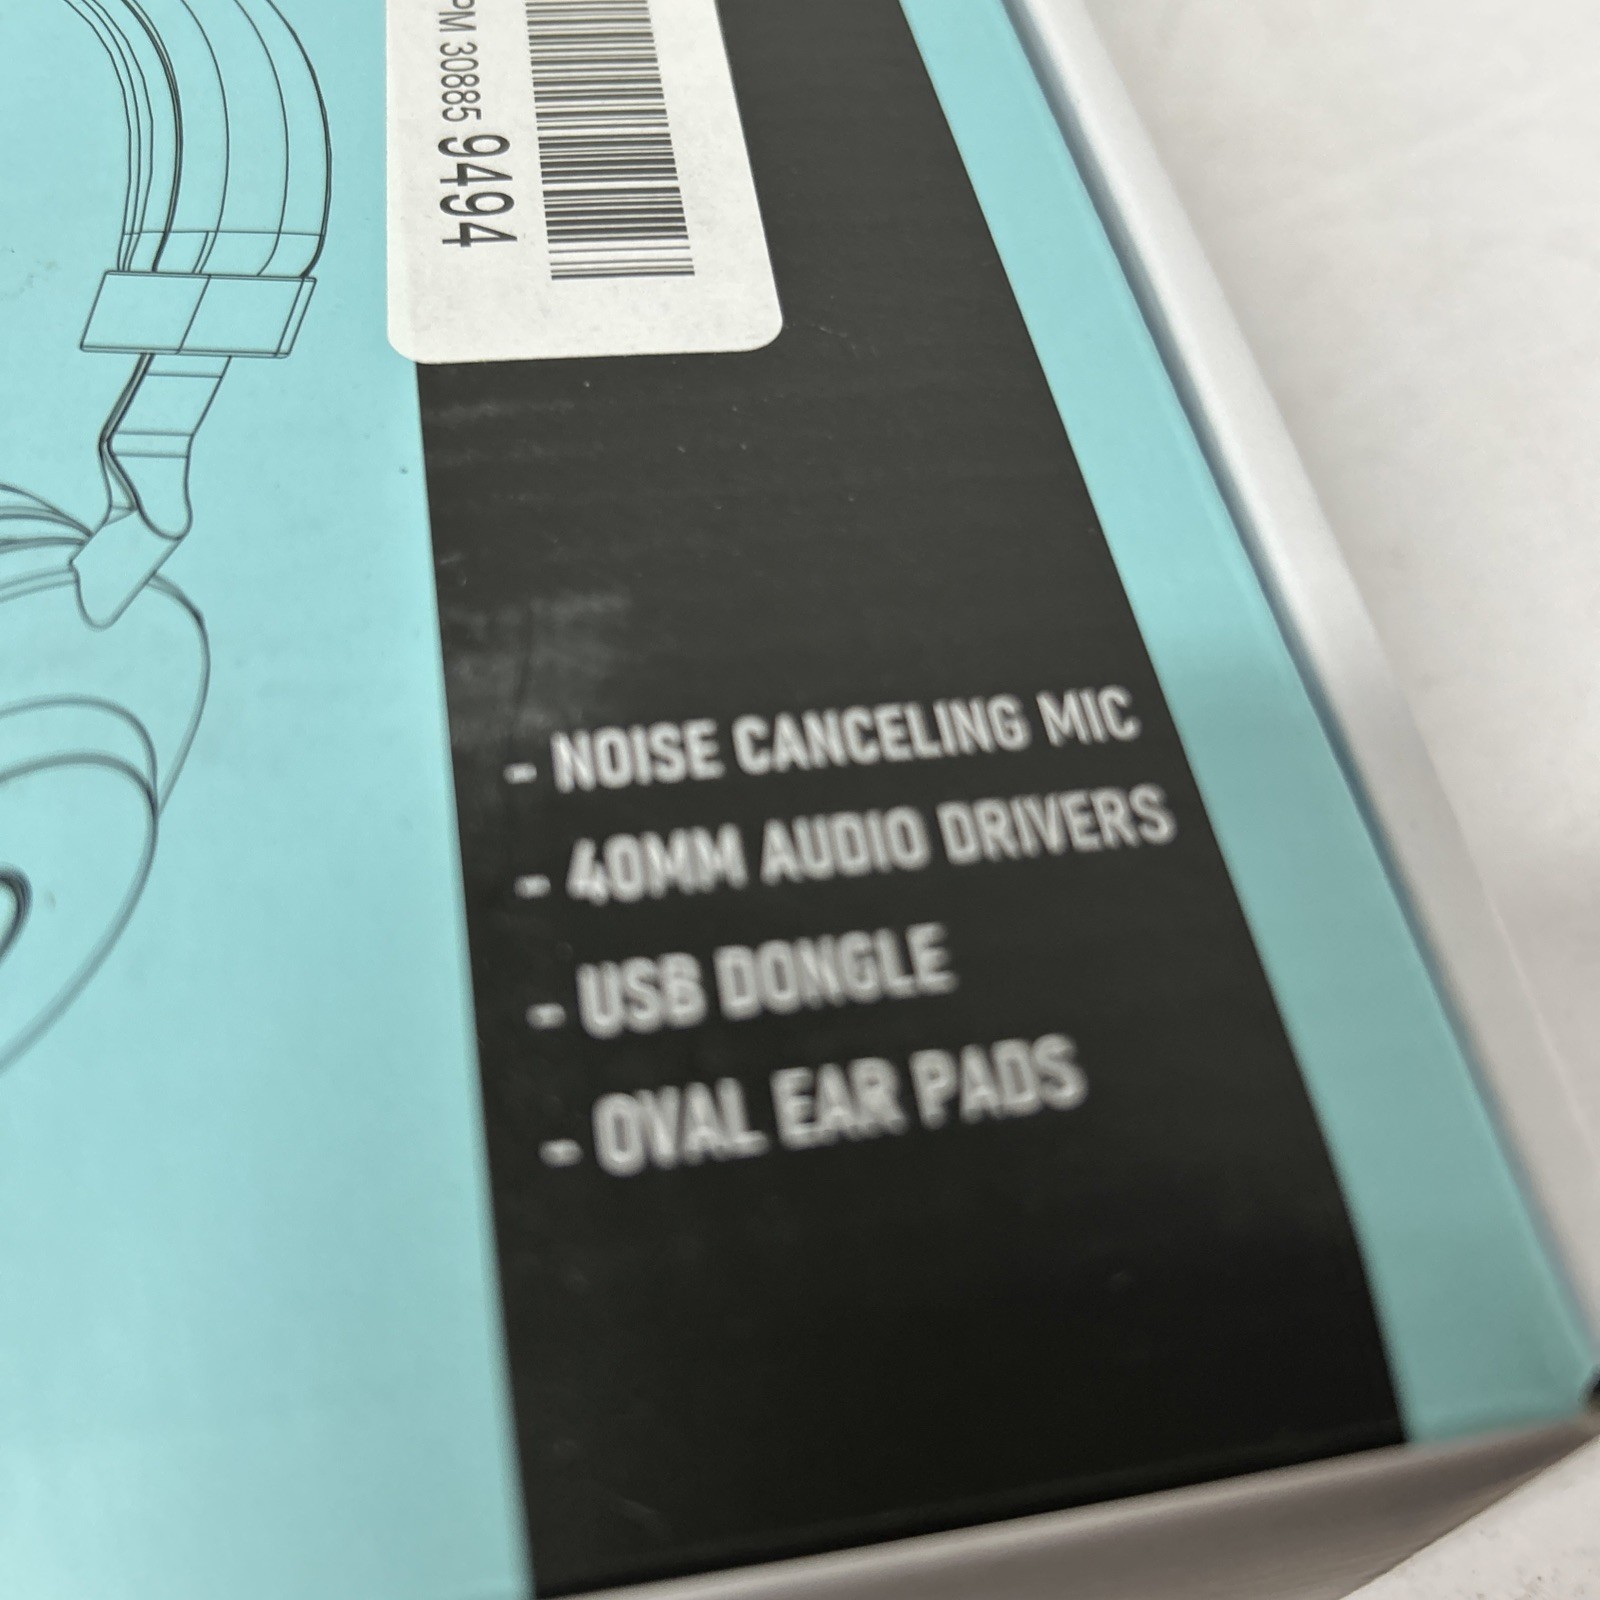 PM 30885 9494
- NOISE CANCELING MIC
- 40MM AUDIO DRIVERS
- USB DONGLE
- OVAL EAR PADS